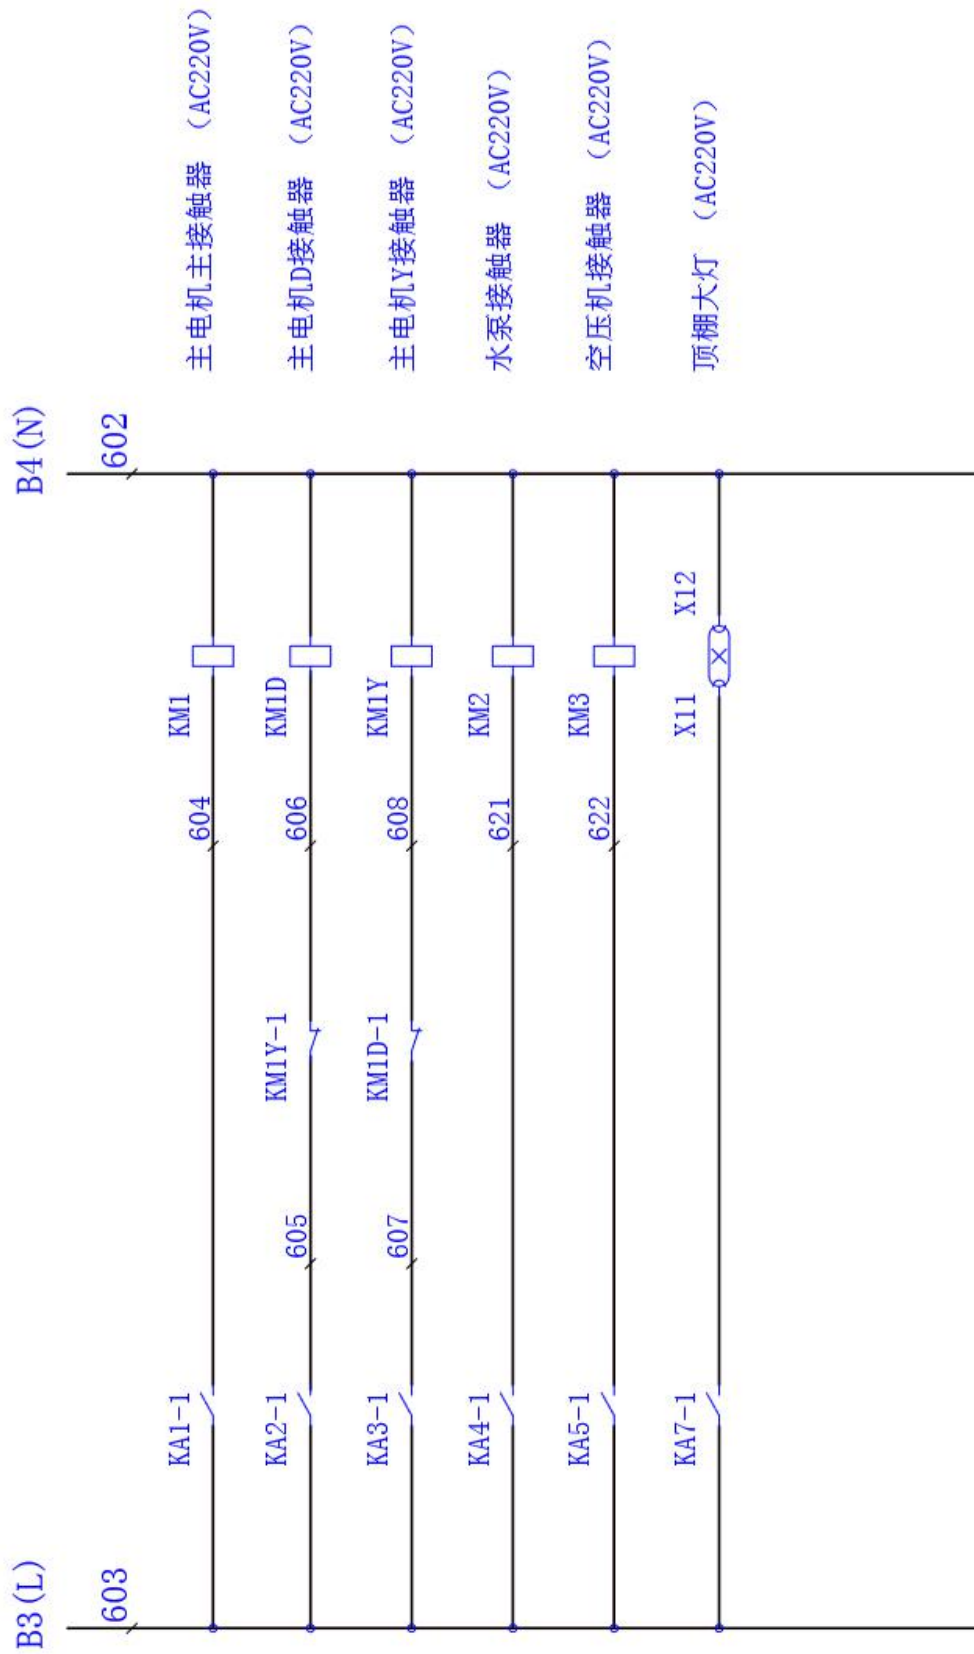 B3(L)
603
B4(N)
602
KA1-1
604
KM1
主电机主接触器 （AC220V）
KA2-1
605
KM1Y-1
606
KM1D
主电机D接触器 （AC220V）
KA3-1
607
KM1D-1
608
KM1Y
主电机Y接触器 （AC220V）
KA4-1
621
KM2
水泵接触器 （AC220V）
KA5-1
622
KM3
空压机接触器 （AC220V）
KA7-1
X11
X12
顶棚大灯 （AC220V）